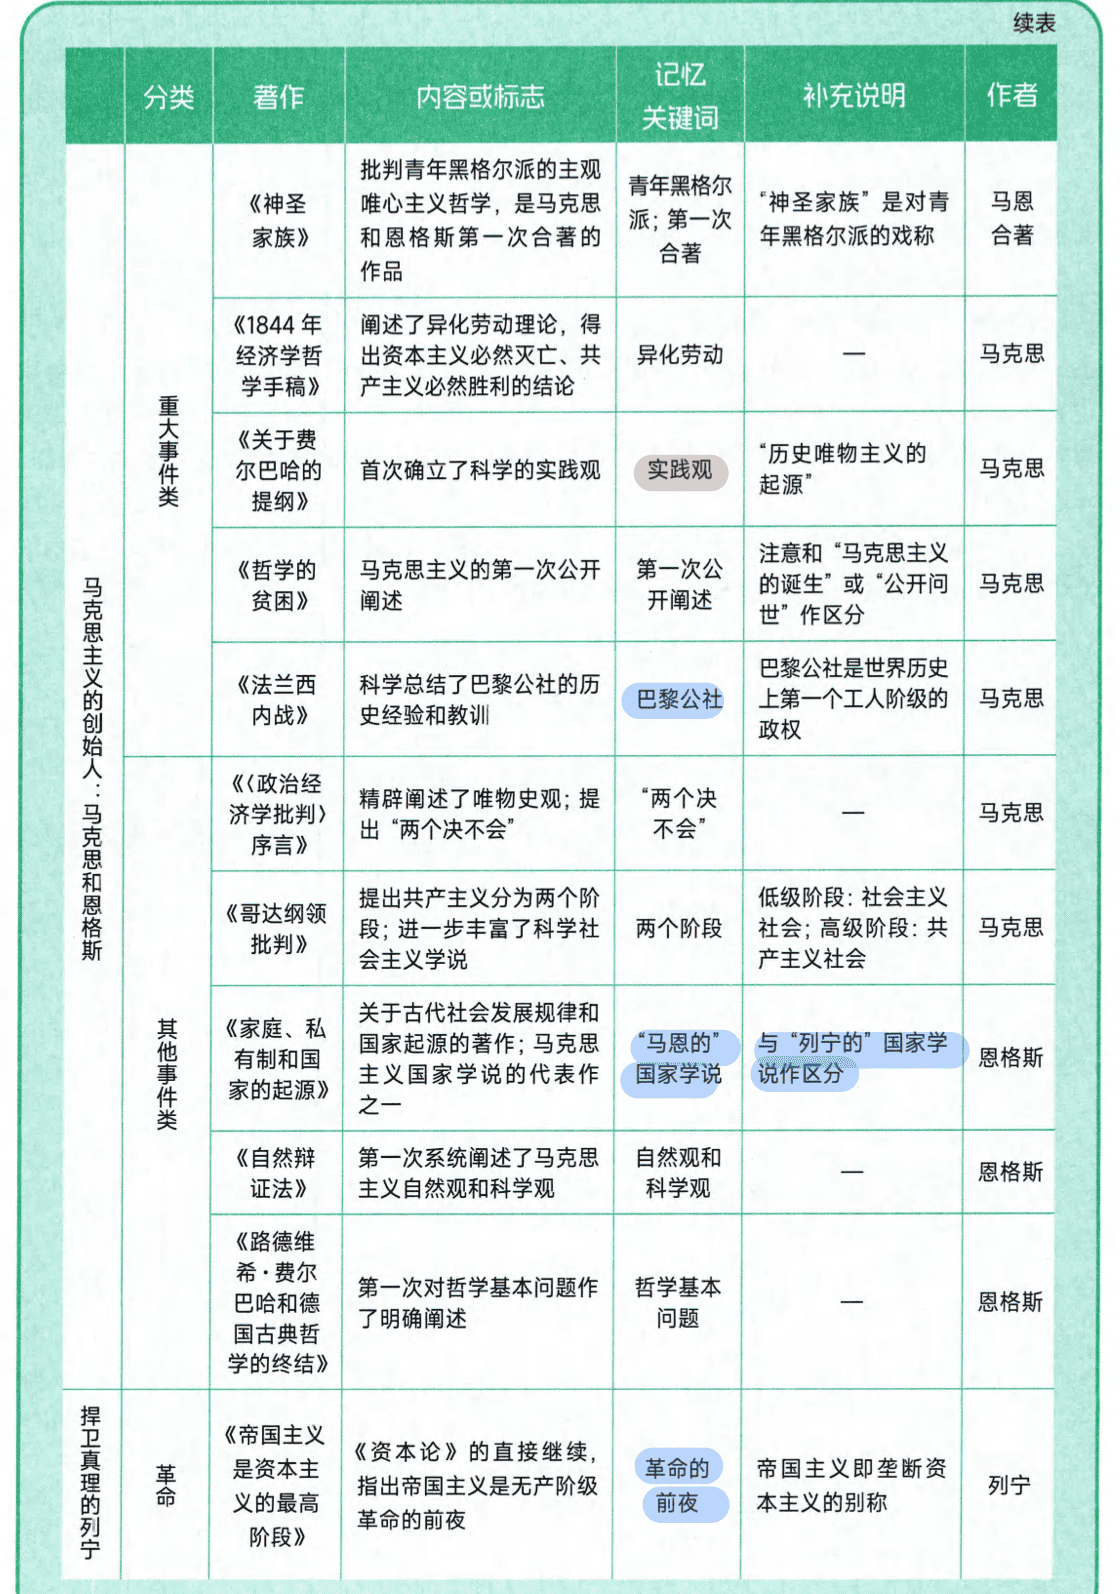 续表
分类
著作
内容或标志
记忆
关键词
补充说明
作者
马克思主义的创始人：马克思和恩格斯
重大事件类
《神圣
家族》
批判青年黑格尔派的主观
唯心主义哲学，是马克思
和恩格斯第一次合著的
作品
青年黑格尔
派；第一次
合著
“神圣家族”是对青
年黑格尔派的戏称
马恩
合著
《1844 年
经济学哲
学手稿》
阐述了异化劳动理论，得
出资本主义必然灭亡、共
产主义必然胜利的结论
异化劳动
—
马克思
《关于费
尔巴哈的
提纲》
首次确立了科学的实践观
实践观
“历史唯物主义的
起源”
马克思
《哲学的
贫困》
马克思主义的第一次公开
阐述
第一次公
开阐述
注意和“马克思主义
的诞生”或“公开问
世”作区分
马克思
《法兰西
内战》
科学总结了巴黎公社的历
史经验和教训
巴黎公社
巴黎公社是世界历史
上第一个工人阶级的
政权
马克思
其他事件类
《〈政治经
济学批判〉
序言》
精辟阐述了唯物史观；提
出“两个决不会”
“两个决
不会”
—
马克思
《哥达纲领
批判》
提出共产主义分为两个阶
段；进一步丰富了科学社
会主义学说
两个阶段
低级阶段：社会主义
社会；高级阶段：共
产主义社会
马克思
《家庭、私
有制和国
家的起源》
关于古代社会发展规律和
国家起源的著作；马克思
主义国家学说的代表作
之一
“马恩的”
国家学说
与“列宁的”国家学
说作区分
恩格斯
《自然辩
证法》
第一次系统阐述了马克思
主义自然观和科学观
自然观和
科学观
—
恩格斯
《路德维
希·费尔
巴哈和德
国古典哲
学的终结》
第一次对哲学基本问题作
了明确阐述
哲学基本
问题
—
恩格斯
捍卫真理的列宁
革命
《帝国主义
是资本主
义的最高
阶段》
《资本论》的直接继续，
指出帝国主义是无产阶级
革命的前夜
革命的
前夜
帝国主义即垄断资
本主义的别称
列宁